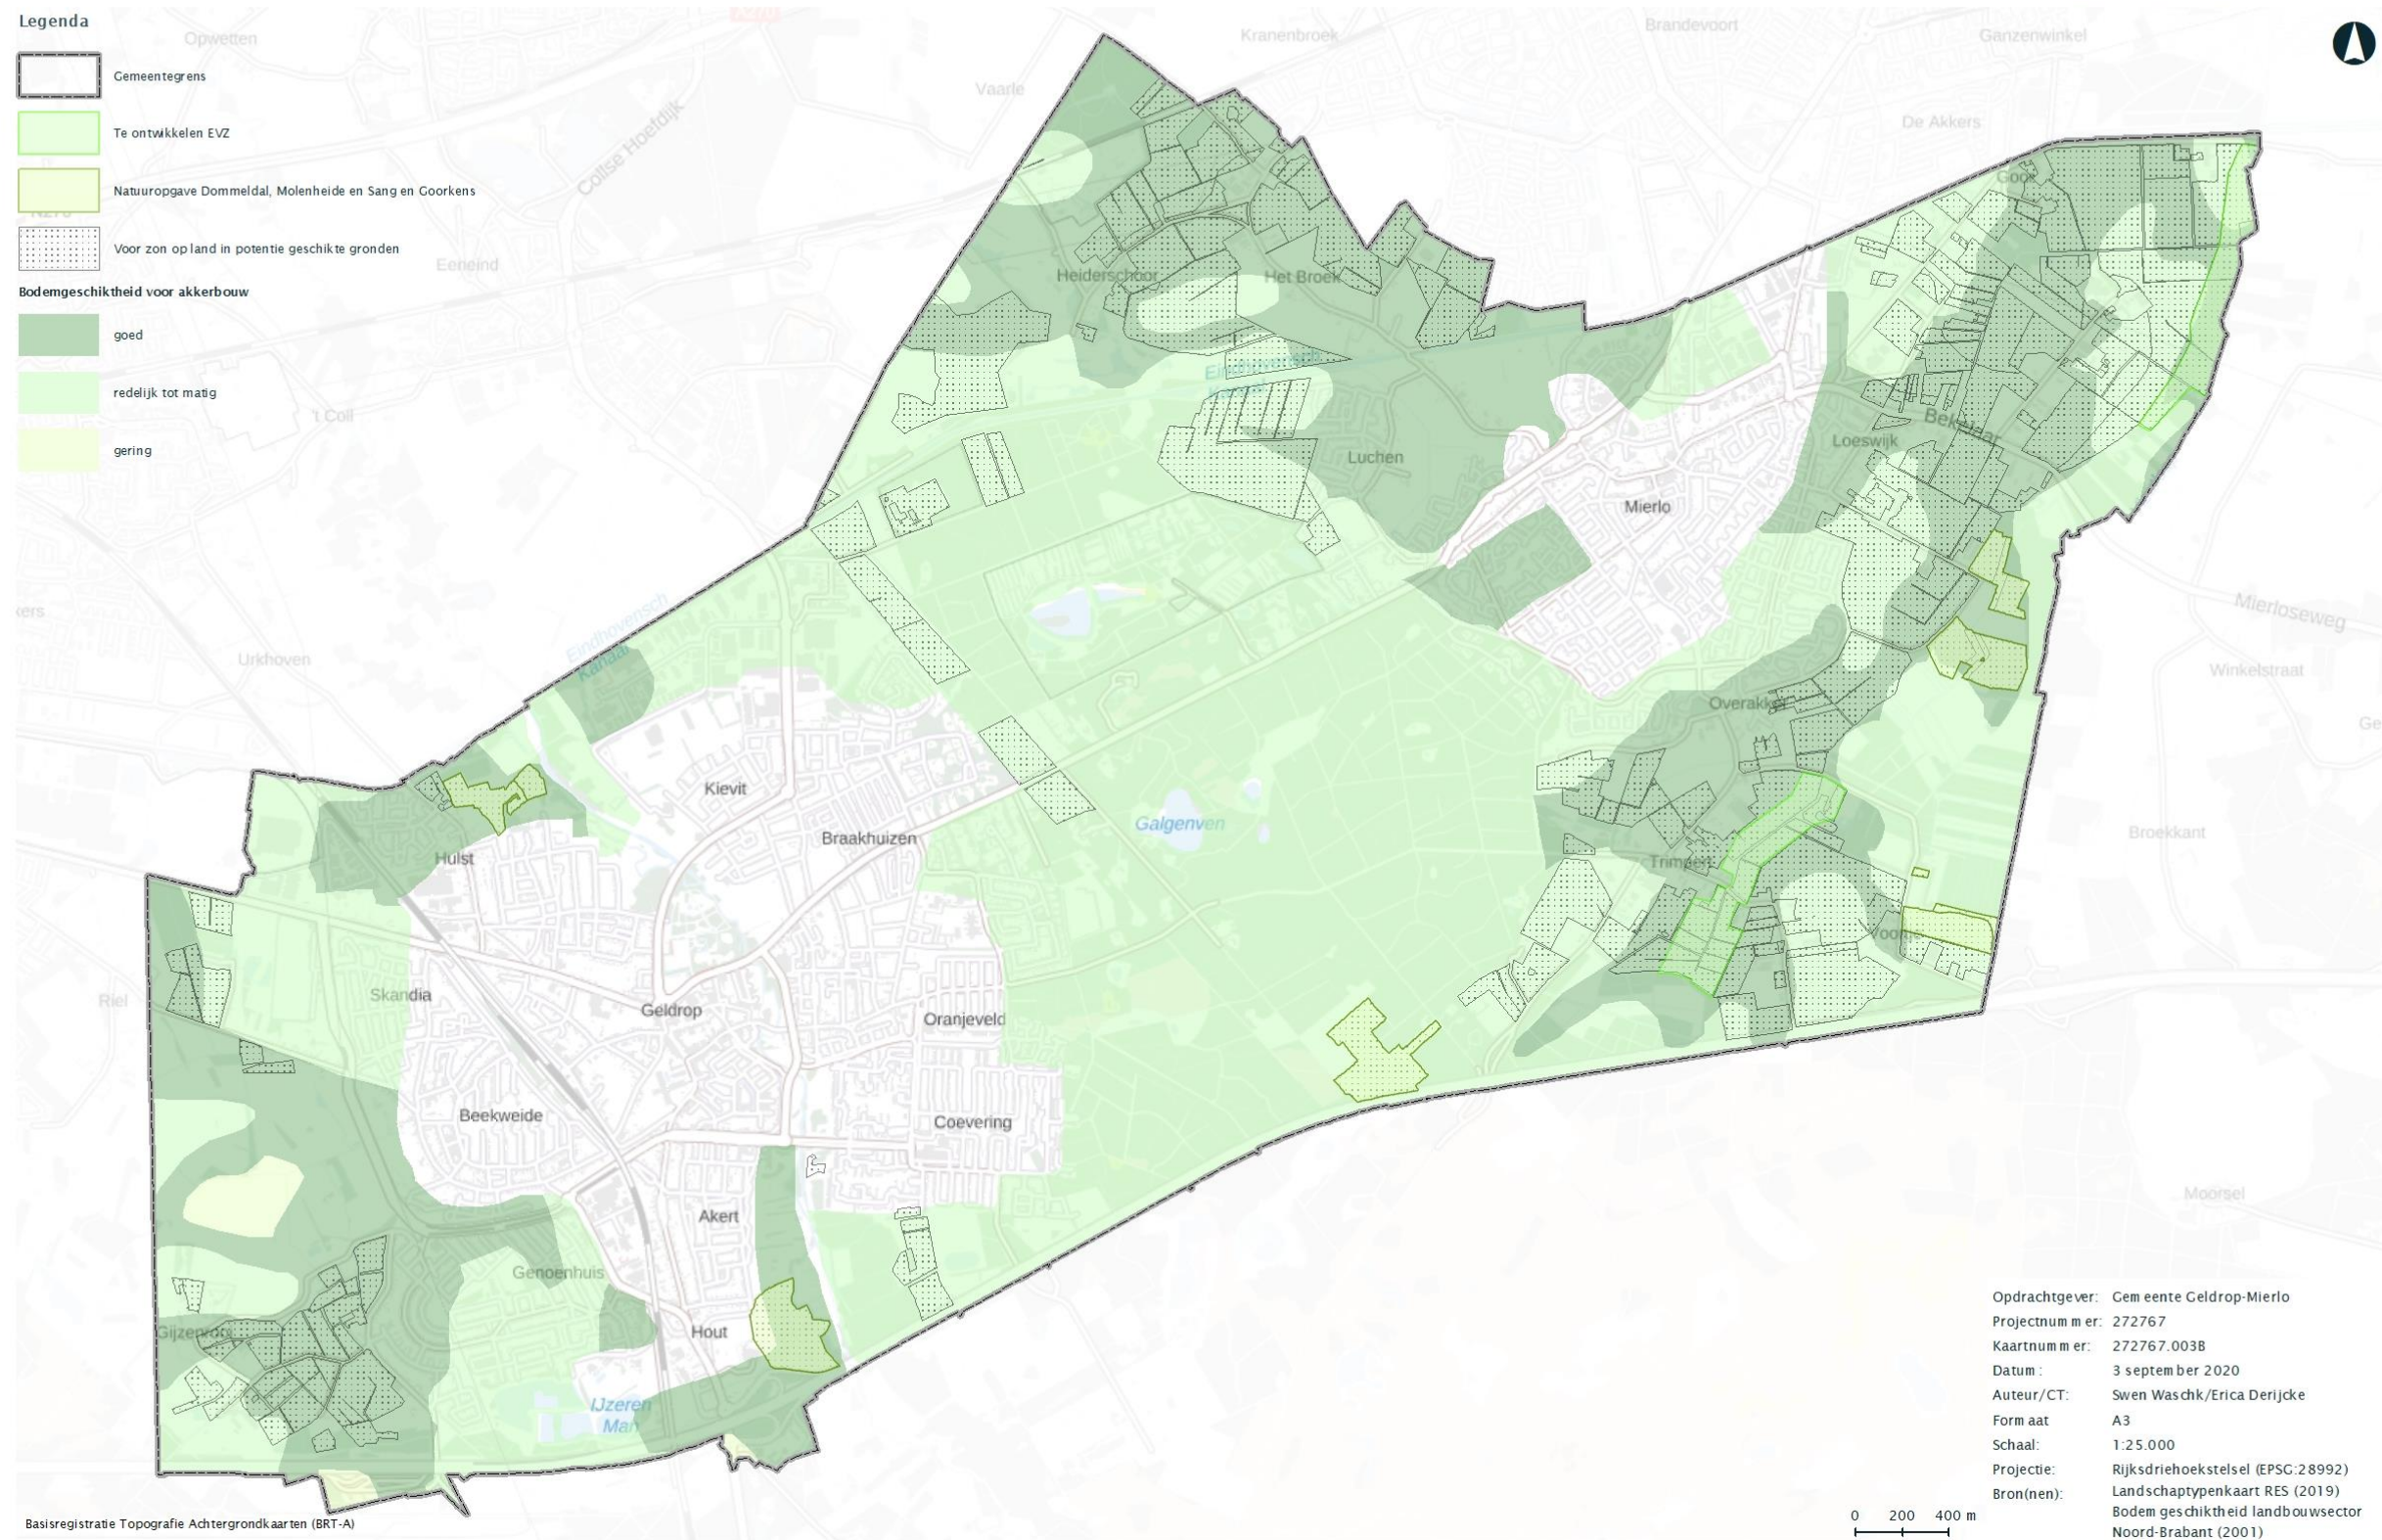 Legenda
Gemeentegrens
Te ontwikkelen EVZ
Natuuropgave Dommeldal, Molenheide en Sang en Goorkens
Voor zon op land in potentie geschikte gronden
Bodemgeschiktheid voor akkerbouw
goed
redelijk tot matig
gering
Opwetten
A270
Kranenbroek
Brandevoort
Ganzenwinkel
Vaarle
De Akkers
Collse Hoefdijk
Goor
N270
Eeneind
Heiderschoor
Het Broek
Eindhovensch
Kanaal
't Coll
Bekelaar
Loeswijk
Luchen
Mierlo
Eindhovensch
Kanaal
Mierloseweg
Urkhoven
Winkelstraat
Overakker
Kievit
Galgenven
Braakhuizen
Broekkant
Hulst
Trimpert
Voortje
Skandia
Riel
Geldrop
Oranjeveld
Beekweide
Coevering
Moorsel
Akert
Genoenhuis
Gijzenrooi
Hout
IJzeren
Man
Opdrachtgever: Gemeente Geldrop-Mierlo
Projectnummer: 272767
Kaartnummer: 272767.003B
Datum: 3 september 2020
Auteur/CT: Swen Waschk/Erica Derijcke
Formaat A3
Schaal: 1:25.000
Projectie: Rijksdriehoekstelsel (EPSG:28992)
Bron(nen): Landschaptypenkaart RES (2019)
Bodemgeschiktheid landbouwsector
Noord-Brabant (2001)
0 200 400 m
Basisregistratie Topografie Achtergrondkaarten (BRT-A)